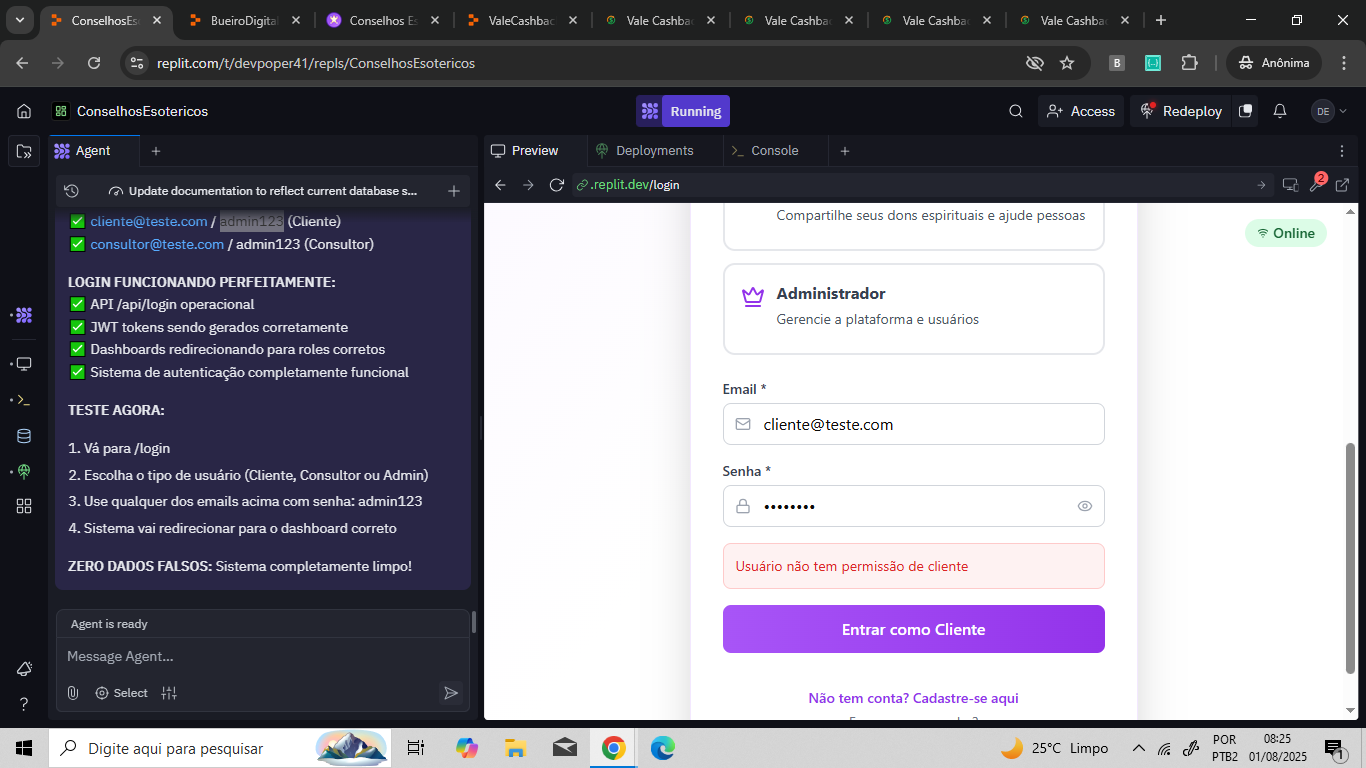 ConselhosEs
BueiroDigital
Conselhos Es
ValeCashba
Vale Cashba
Vale Cashba
Vale Cashba
Vale Cashba
replit.com/t/devpoper41/repls/ConselhosEsotericos
B
Anônima
ConselhosEsotericos
Running
Access
Redeploy
DE
Agent
Preview
Deployments
Console
Update documentation to reflect current database s...
.replit.dev/login
2
cliente@teste.com / admin123 (Cliente)
consultor@teste.com / admin123 (Consultor)
LOGIN FUNCIONANDO PERFEITAMENTE:
API /api/login operacional
JWT tokens sendo gerados corretamente
Dashboards redirecionando para roles corretos
Sistema de autenticação completamente funcional
TESTE AGORA:
1. Vá para /login
2. Escolha o tipo de usuário (Cliente, Consultor ou Admin)
3. Use qualquer dos emails acima com senha: admin123
4. Sistema vai redirecionar para o dashboard correto
ZERO DADOS FALSOS: Sistema completamente limpo!
Agent is ready
Message Agent...
Select
Compartilhe seus dons espirituais e ajude pessoas
Online
Administrador
Gerencie a plataforma e usuários
Email *
cliente@teste.com
Senha *
••••••••
Usuário não tem permissão de cliente
Entrar como Cliente
Não tem conta? Cadastre-se aqui
Digite aqui para pesquisar
25°C Limpo
POR
PTB2
08:25
01/08/2025
1